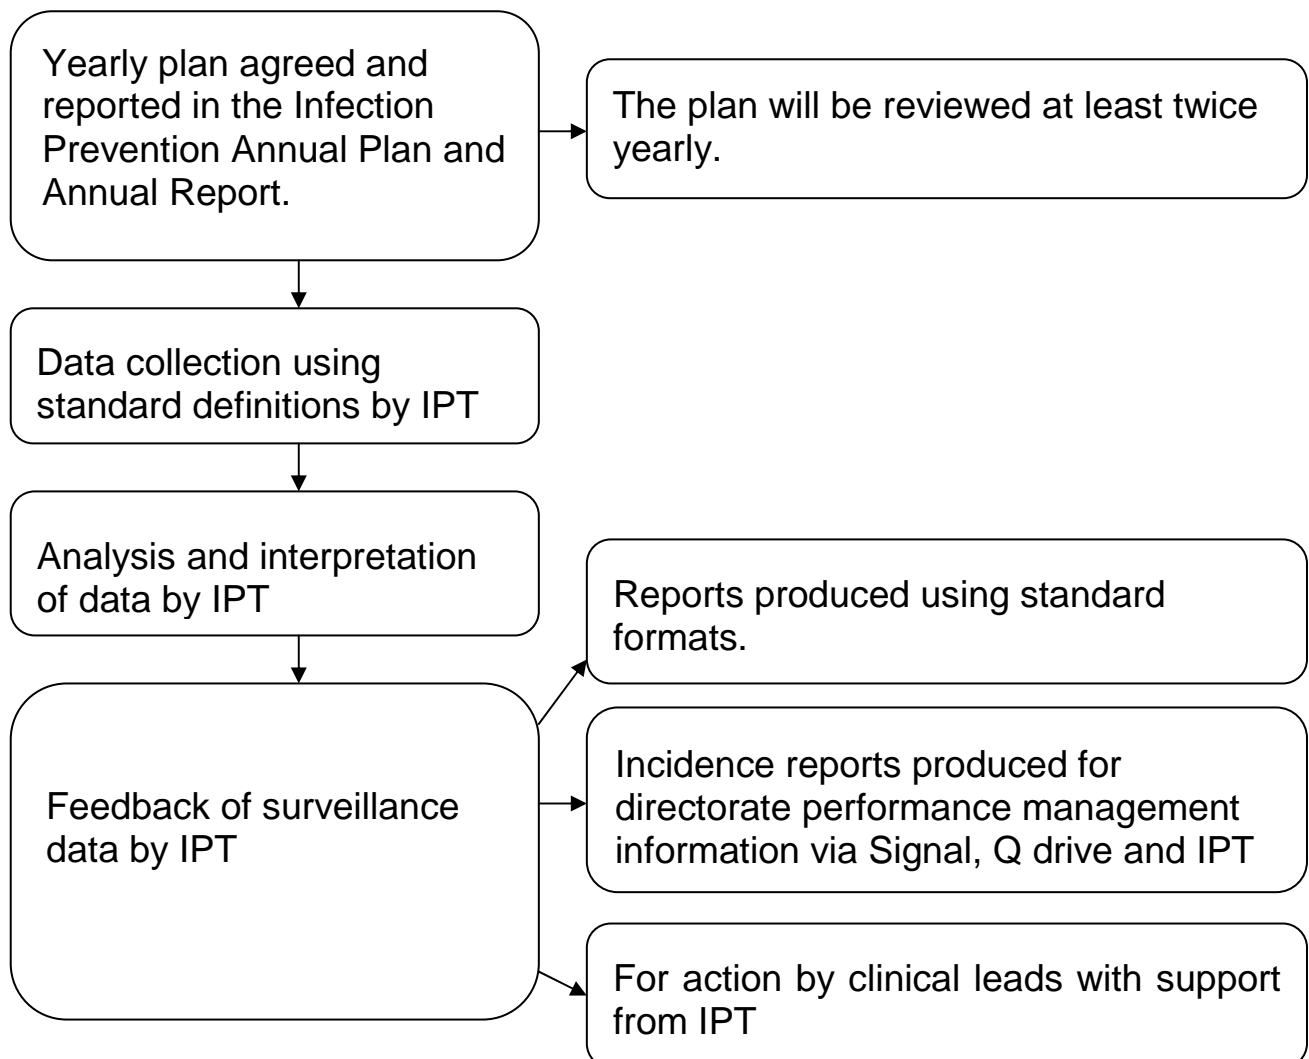 Yearly plan agreed and
reported in the Infection
Prevention Annual Plan and
Annual Report.
The plan will be reviewed at least twice
yearly.
Data collection using
standard definitions by IPT
Analysis and interpretation
of data by IPT
Reports produced using standard
formats.
Feedback of surveillance
data by IPT
Incidence reports produced for
directorate performance management
information via Signal, Q drive and IPT
For action by clinical leads with support
from IPT